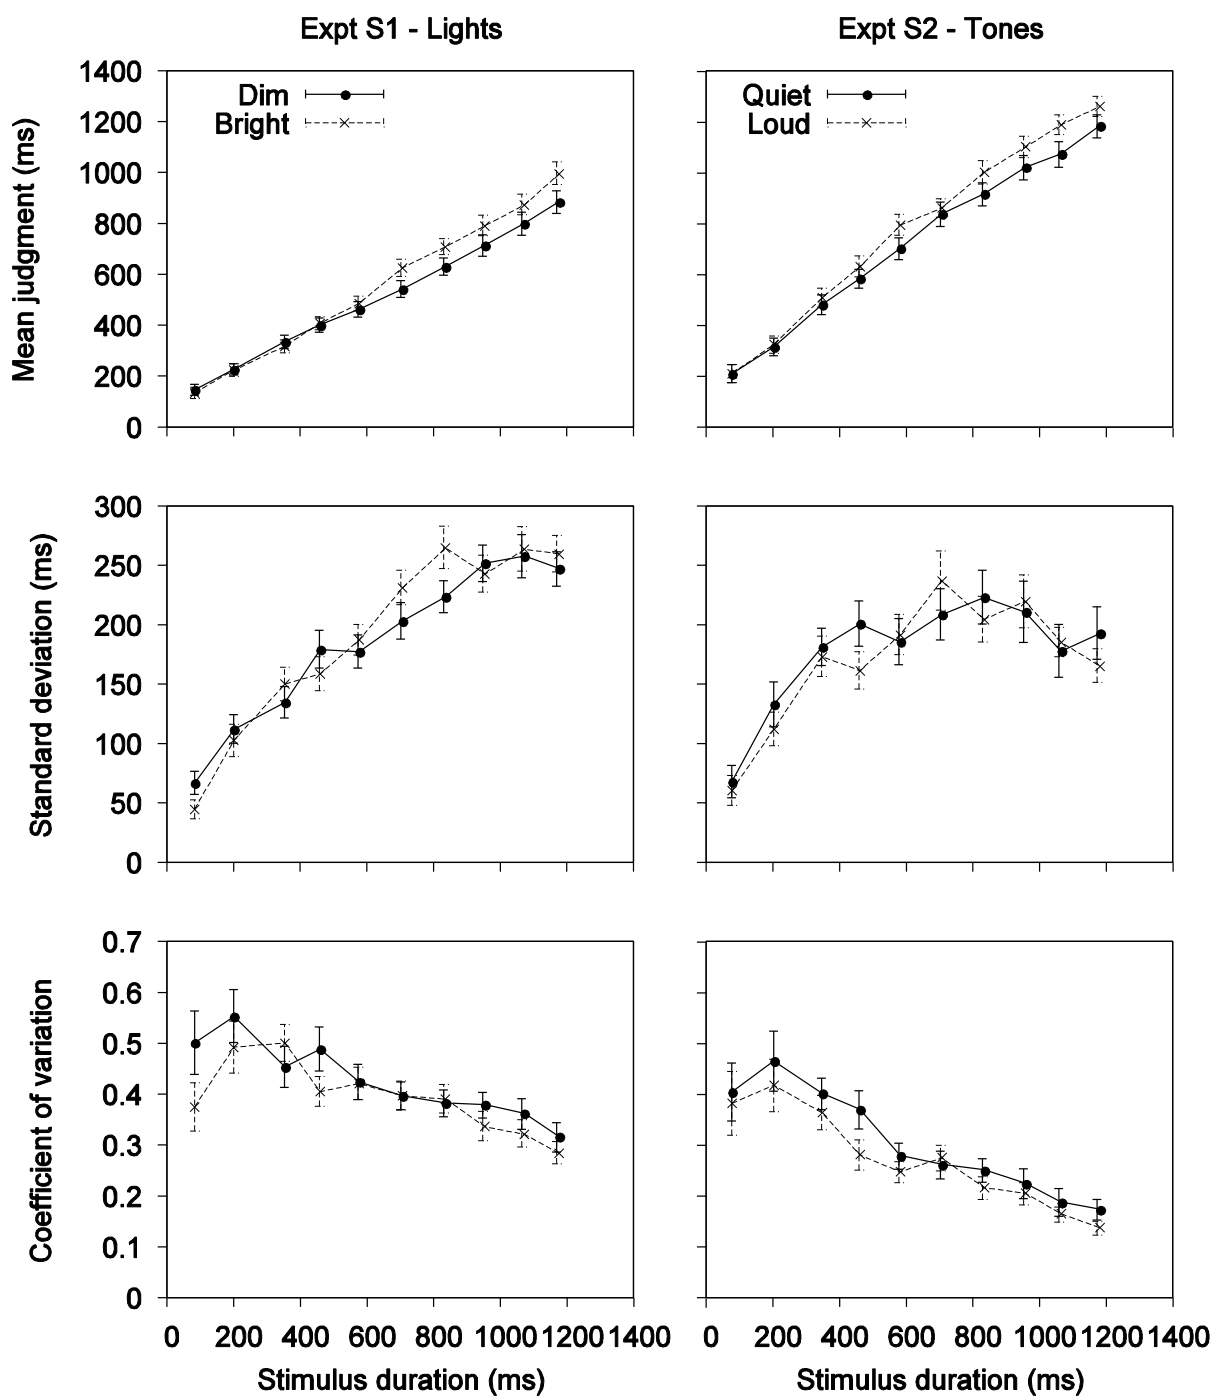 Expt S1 - Lights
Expt S2 - Tones
Dim
Bright
Quiet
Loud
Mean judgment (ms)
1400
1200
1000
800
600
400
200
0
Standard deviation (ms)
300
250
200
150
100
50
0
Coefficient of variation
0.7
0.6
0.5
0.4
0.3
0.2
0.1
0
0 200 400 600 800 1000 1200 1400
0 200 400 600 800 1000 1200 1400
Stimulus duration (ms)
Stimulus duration (ms)